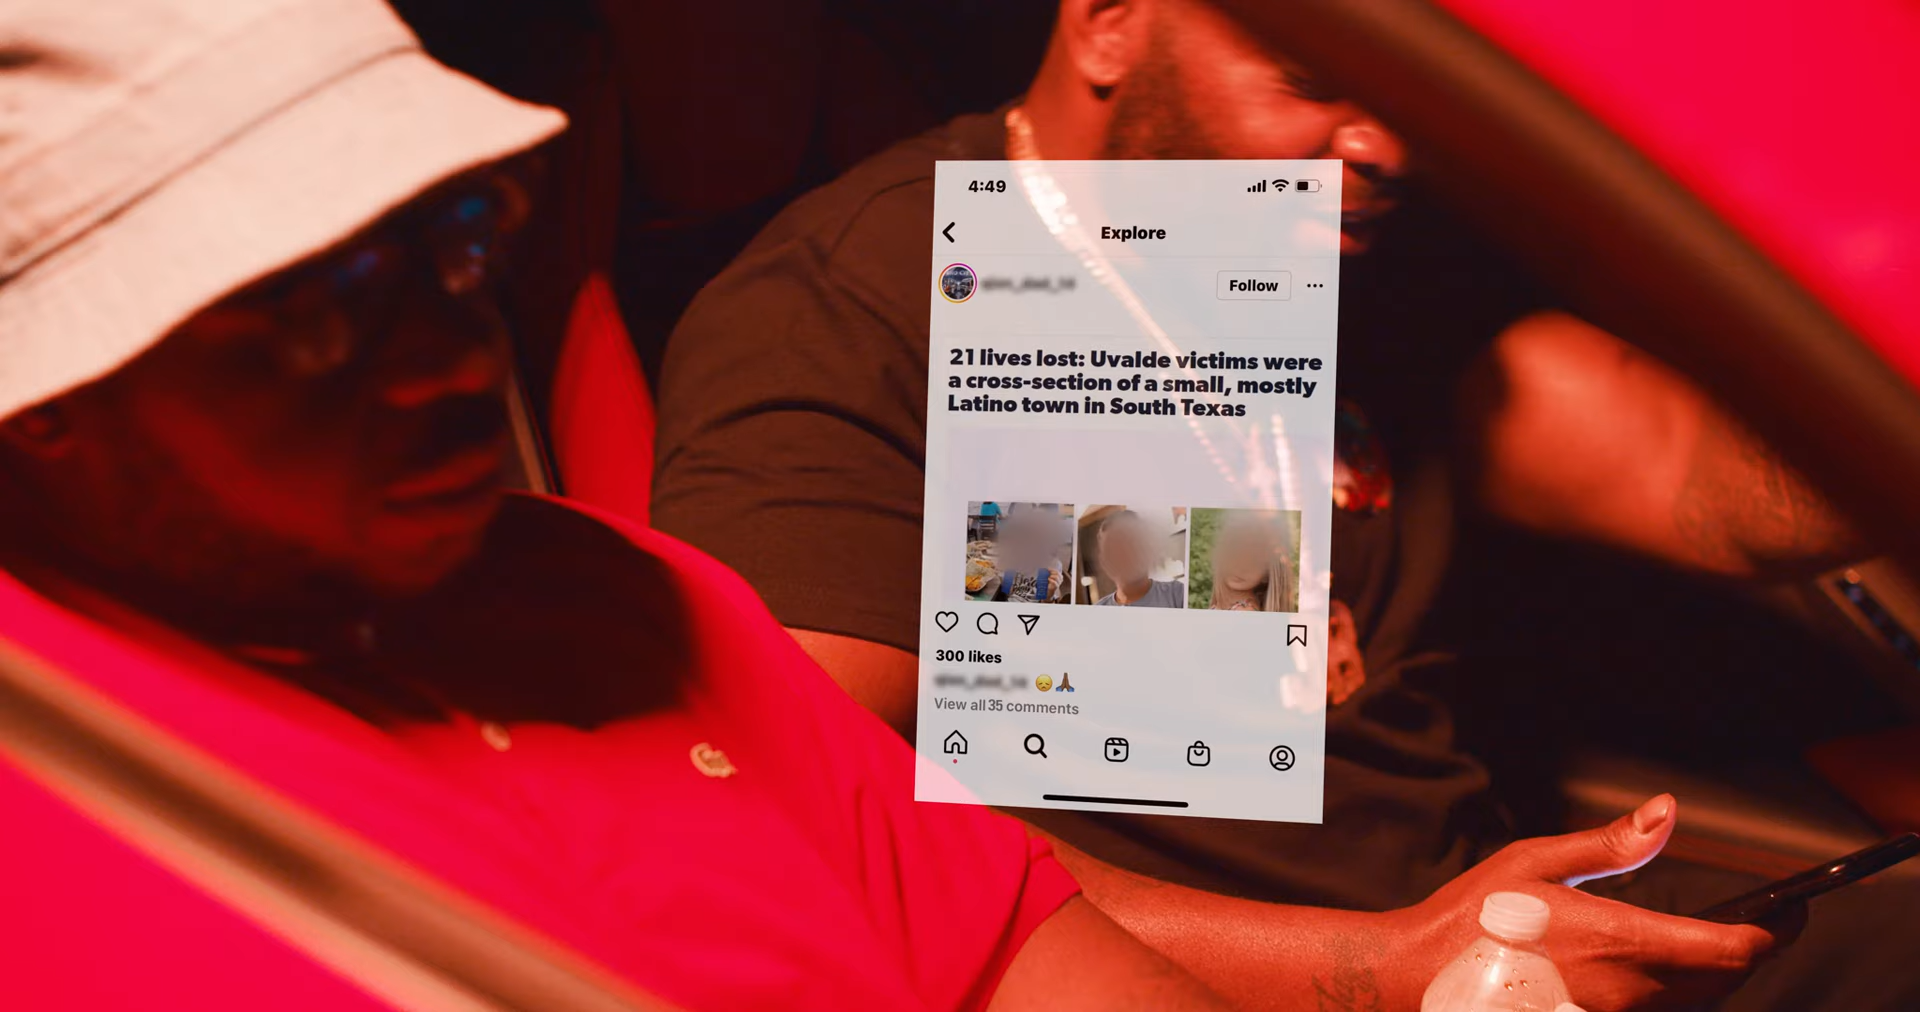 4:49
Explore
Follow
21 lives lost: Uvalde victims were
a cross-section of a small, mostly
Latino town in South Texas
300 likes
View all 35 comments